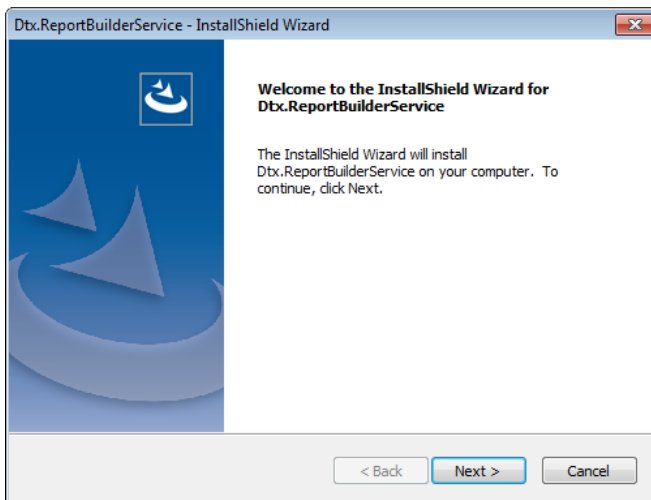 Dtx.ReportBuilderService - InstallShield Wizard
Welcome to the InstallShield Wizard for
Dtx.ReportBuilderService
The InstallShield Wizard will install
Dtx.ReportBuilderService on your computer.  To
continue, click Next.
< Back
Next >
Cancel